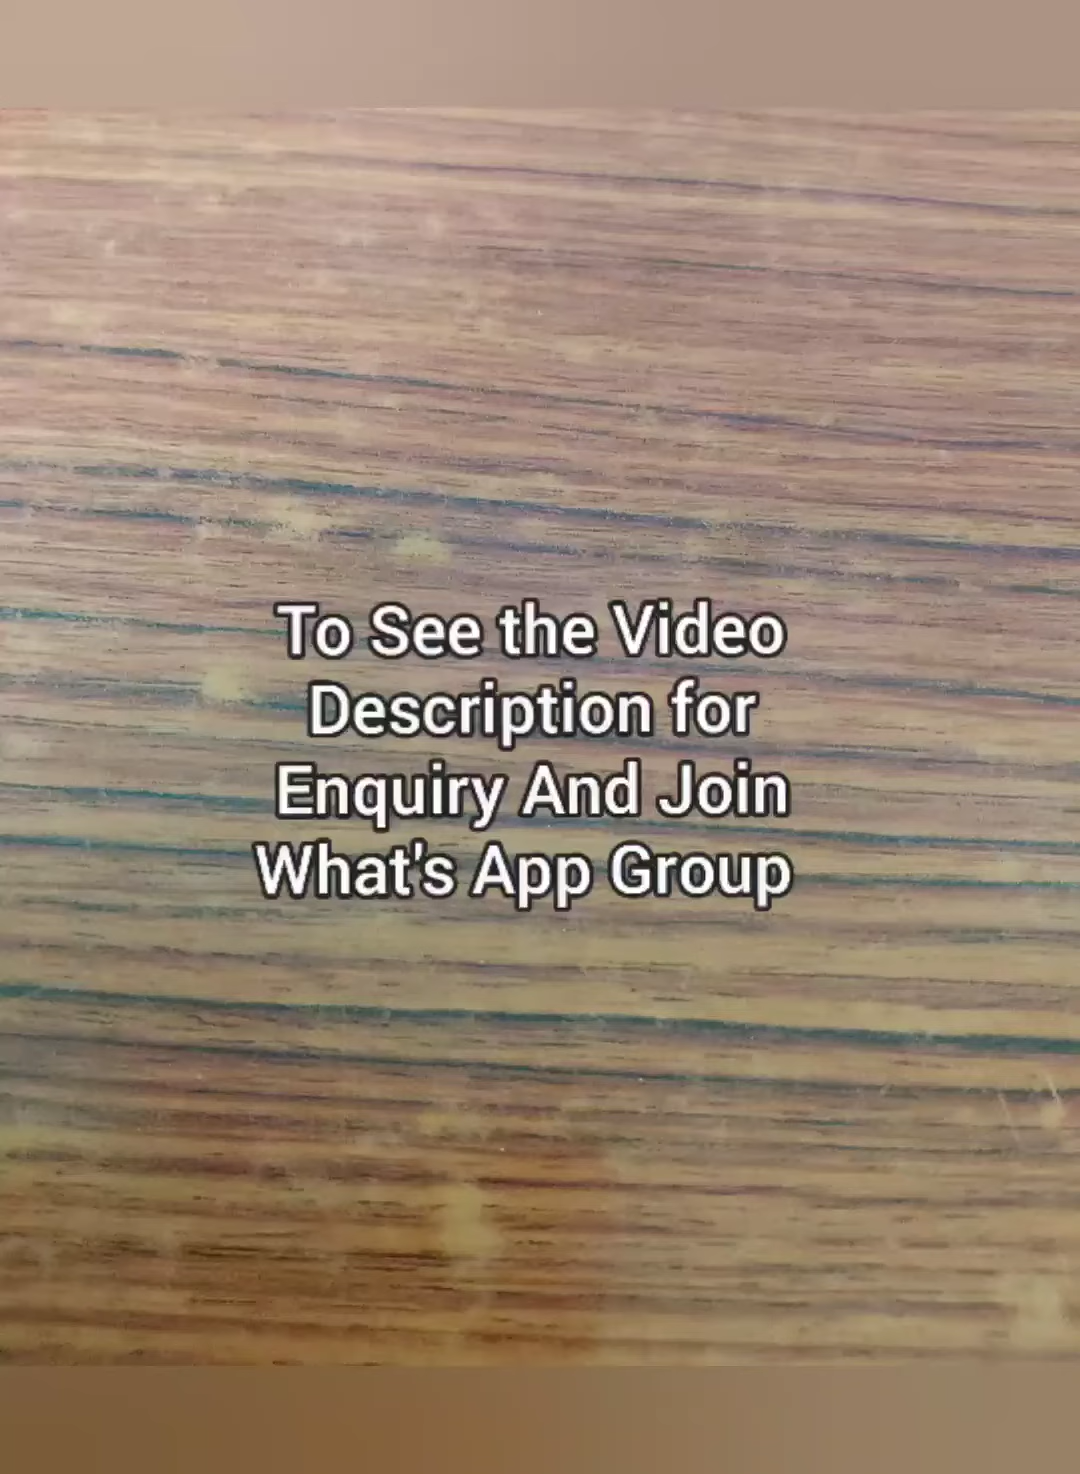 To See the Video
Description for
Enquiry And Join
What's App Group